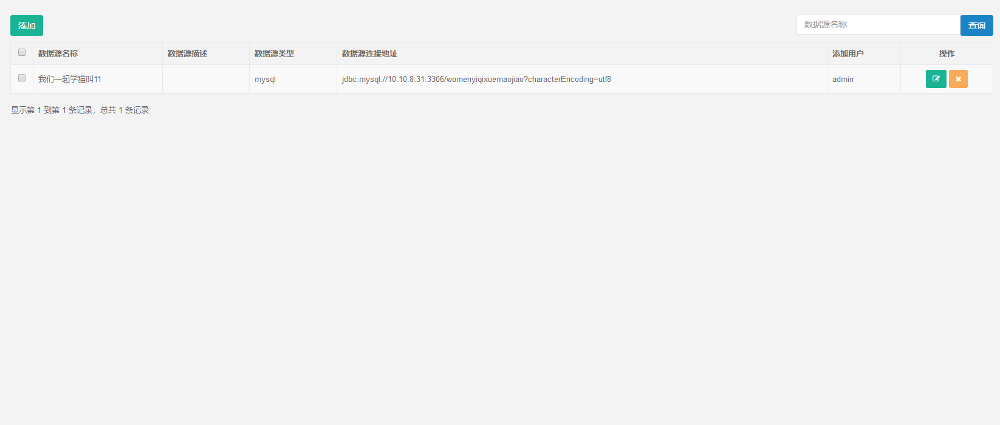 添加 数据源名称 查询
数据源名称 数据源描述 数据源类型 数据源连接地址 添加用户 操作
我们一起学猫叫11 mysql jdbc:mysql://10.10.8.31:3306/womenyiqixuemaojiao?characterEncoding=utf8 admin
显示第 1 到第 1 条记录，总共 1 条记录